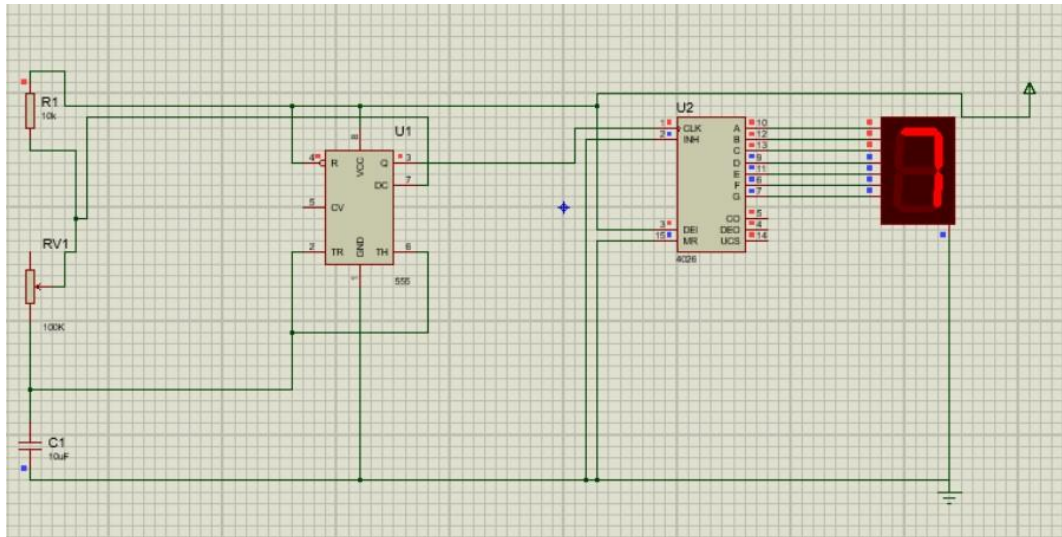 R1
10k
RV1
100K
C1
10uF
U1
4
R
8
VCC
Q
3
DC
7
5
CV
2
TR
GND
1
TH
6
555
U2
1
CLK
2
INH
3
DEI
15
MR
A
10
B
12
C
13
D
9
E
11
F
6
G
7
CO
5
DEO
4
UCS
14
4026
7